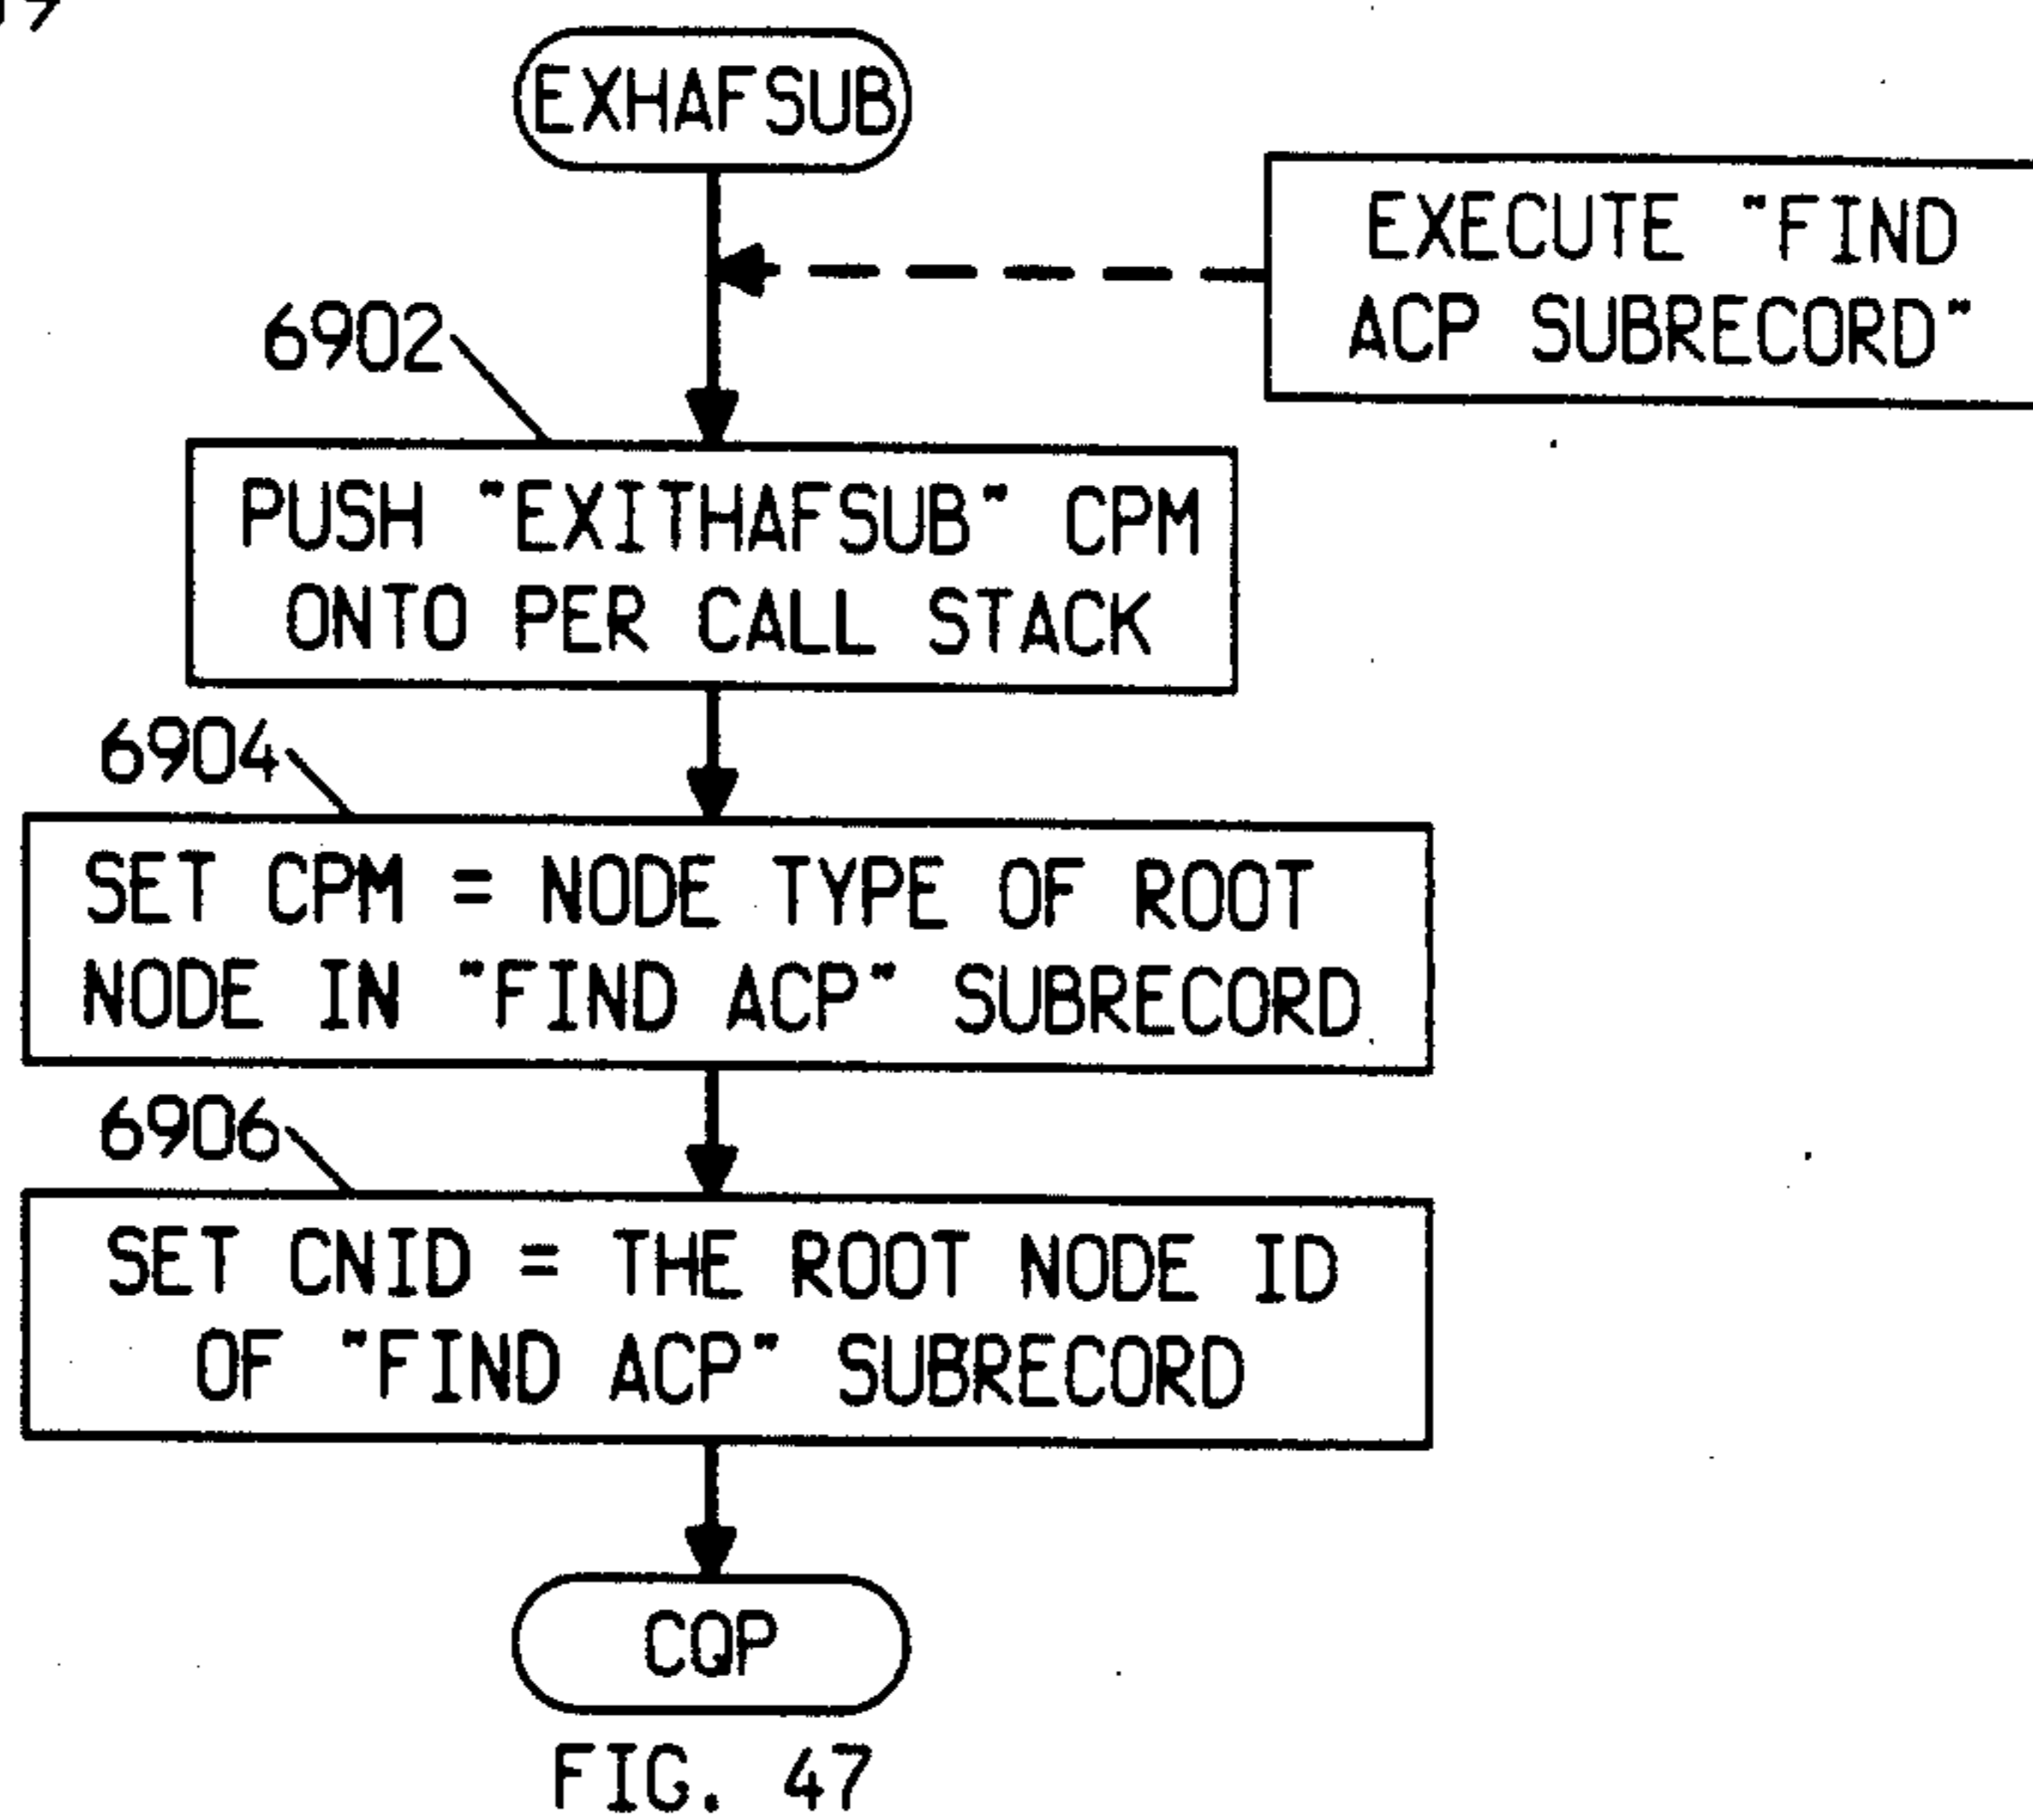 EXHAFSUB
EXECUTE "FIND
ACP SUBRECORD"
6902
PUSH "EXITHAFSUB" CPM
ONTO PER CALL STACK
6904
SET CPM = NODE TYPE OF ROOT
NODE IN "FIND ACP" SUBRECORD
6906
SET CNID = THE ROOT NODE ID
OF "FIND ACP" SUBRECORD
CQP
FIG. 47